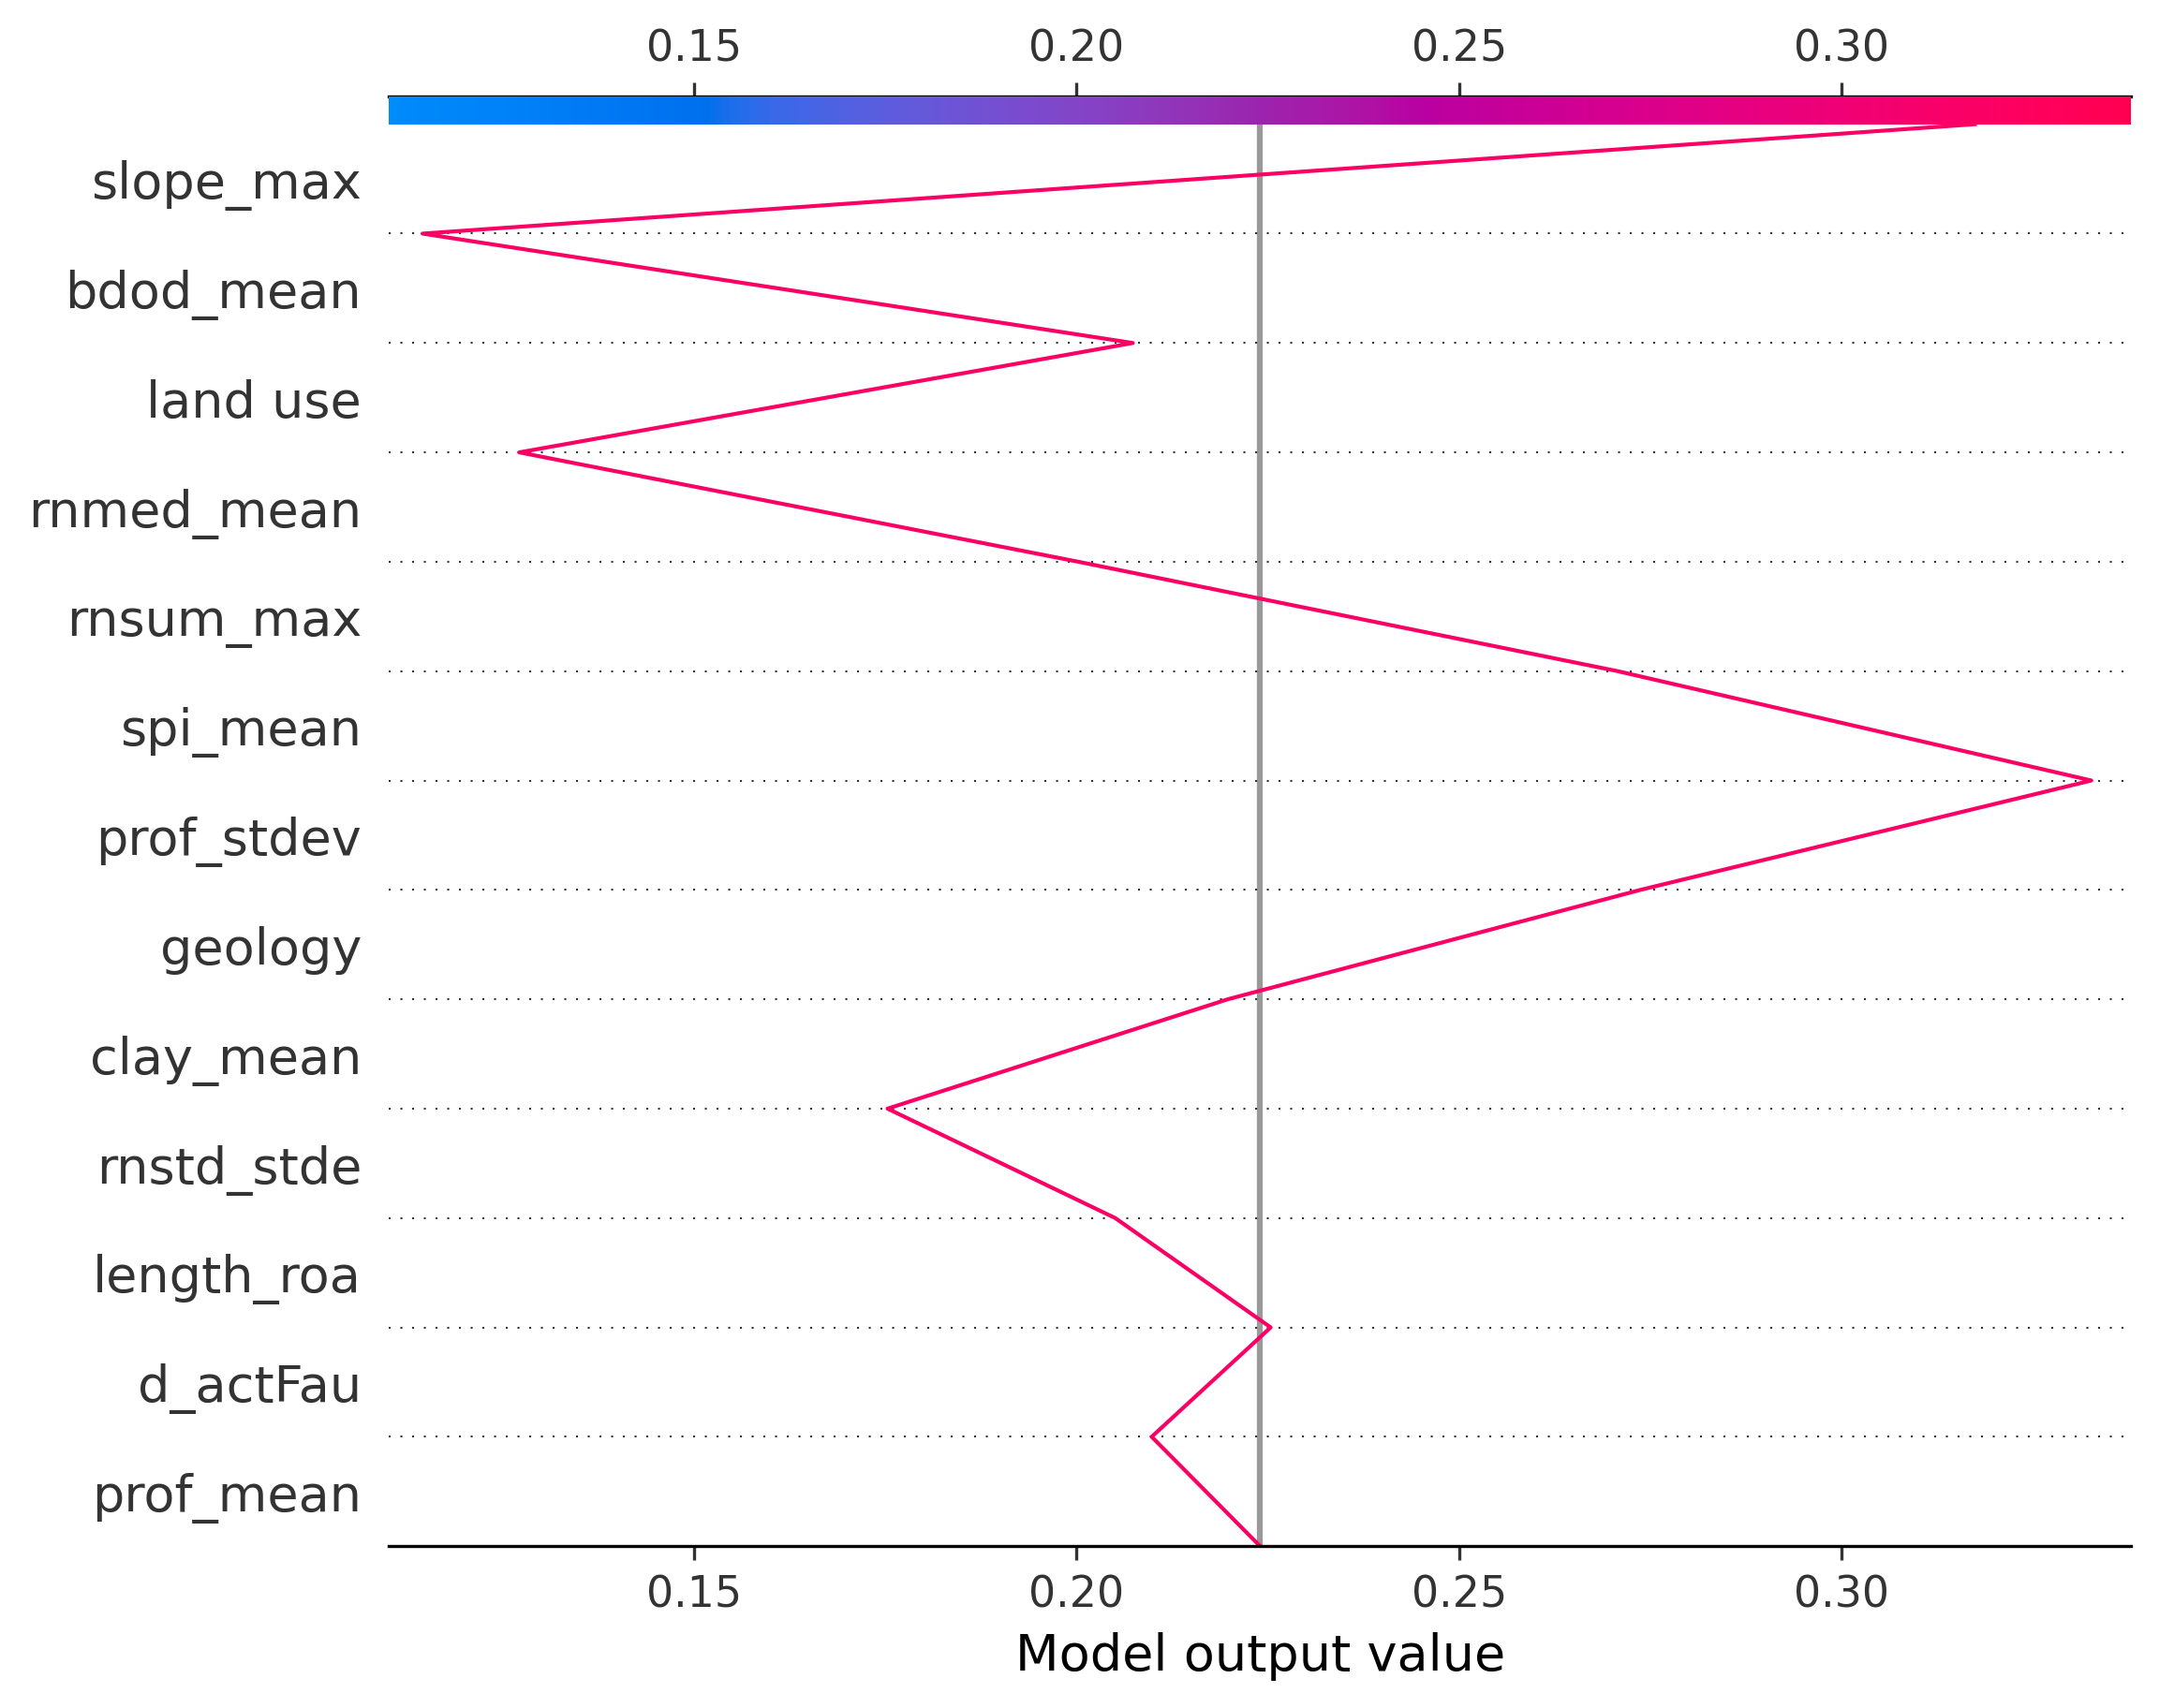 0.15 0.20 0.25 0.30
slope_max
bdod_mean
land use
rnmed_mean
rnsum_max
spi_mean
prof_stdev
geology
clay_mean
rnstd_stde
length_roa
d_actFau
prof_mean
0.15 0.20 0.25 0.30
Model output value